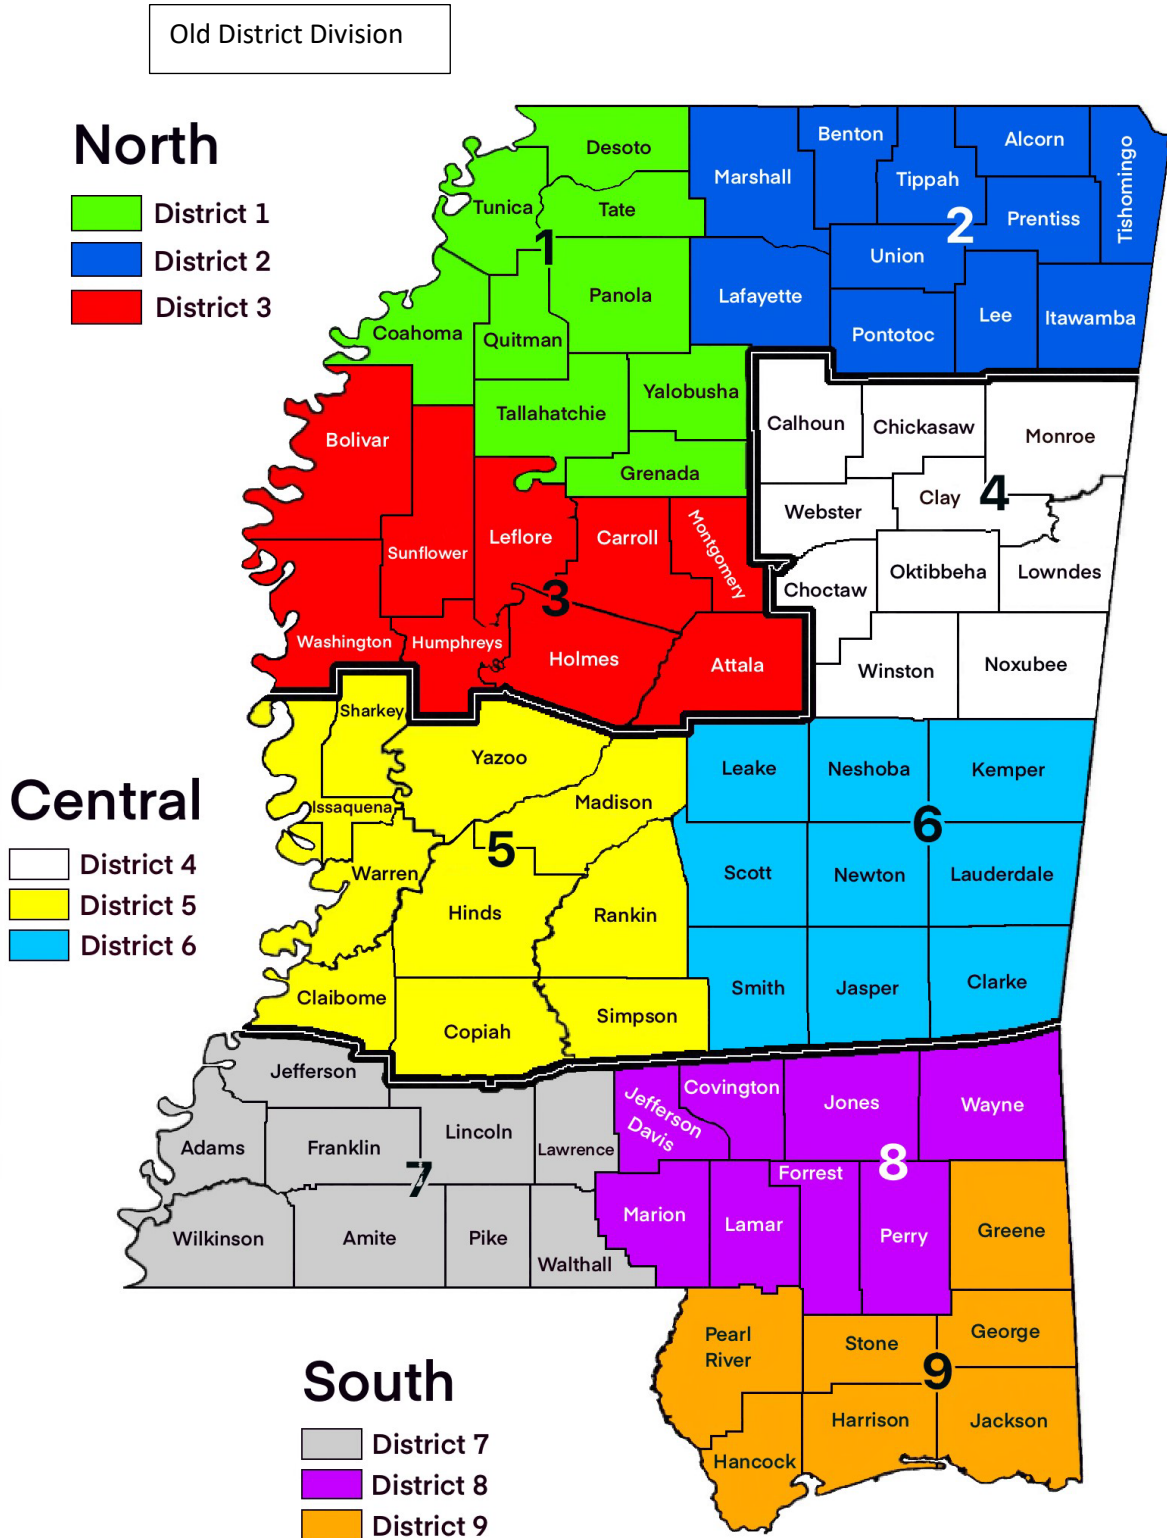 Old District Division
North
District 1
District 2
District 3
Desoto
Tunica
Tate
1
Panola
Coahoma
Quitman
Tallahatchie
Yalobusha
Grenada
Marshall
Benton
Tippah
Alcorn
Tishomingo
Prentiss
2
Union
Lafayette
Pontotoc
Lee
Itawamba
Bolivar
Sunflower
Leflore
Carroll
Montgomery
3
Washington
Humphreys
Holmes
Attala
Calhoun
Chickasaw
Monroe
Webster
Clay
4
Choctaw
Oktibbeha
Lowndes
Winston
Noxubee
Central
District 4
District 5
District 6
Sharkey
Yazoo
Issaquena
Madison
5
Warren
Hinds
Rankin
Claibome
Copiah
Simpson
Leake
Neshoba
Kemper
6
Scott
Newton
Lauderdale
Smith
Jasper
Clarke
Jefferson
Adams
Franklin
Lincoln
Lawrence
7
Wilkinson
Amite
Pike
Walthall
Jefferson
Davis
Covington
Jones
Wayne
8
Forrest
Marion
Lamar
Perry
Greene
Pearl
River
Stone
George
9
Harrison
Jackson
Hancock
South
District 7
District 8
District 9